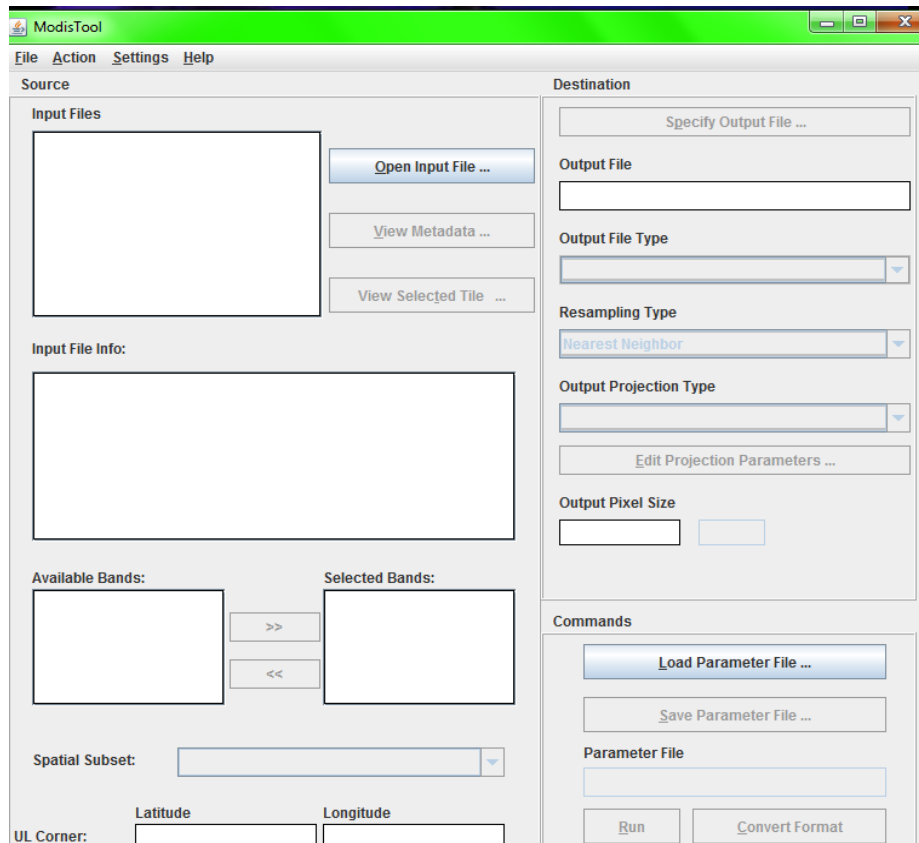 ModisTool
File Action Settings Help
Source
Input Files
Open Input File ...
View Metadata ...
View Selected Tile ...
Input File Info:
Available Bands:
Selected Bands:
>>
<<
Spatial Subset:
Latitude
Longitude
UL Corner:
Destination
Specify Output File ...
Output File
Output File Type
Resampling Type
Nearest Neighbor
Output Projection Type
Edit Projection Parameters ...
Output Pixel Size
Commands
Load Parameter File ...
Save Parameter File ...
Parameter File
Run
Convert Format